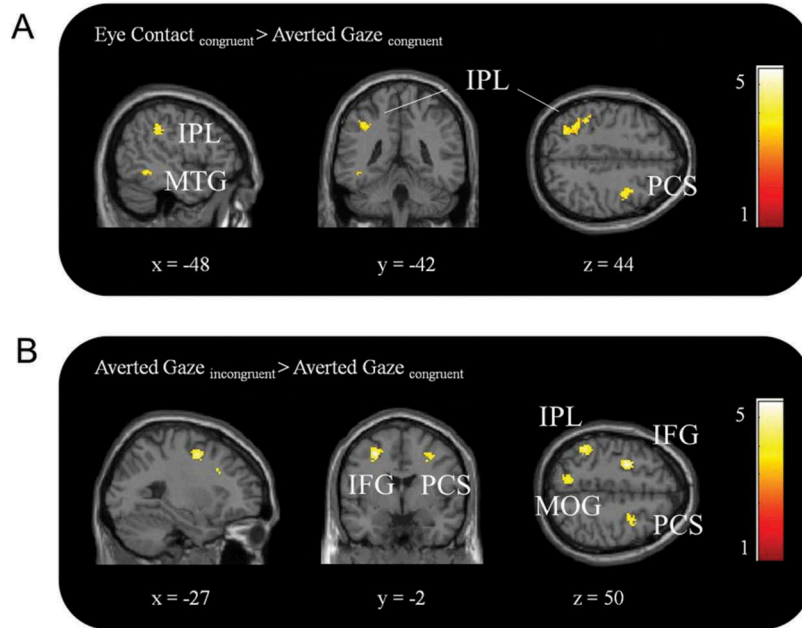 A
Eye Contact congruent > Averted Gaze congruent
IPL
5
IPL
MTG
PCS
1
x = -48
y = -42
z = 44
B
Averted Gaze incongruent > Averted Gaze congruent
IPL
5
IFG
IFG
PCS
MOG
PCS
1
x = -27
y = -2
z = 50